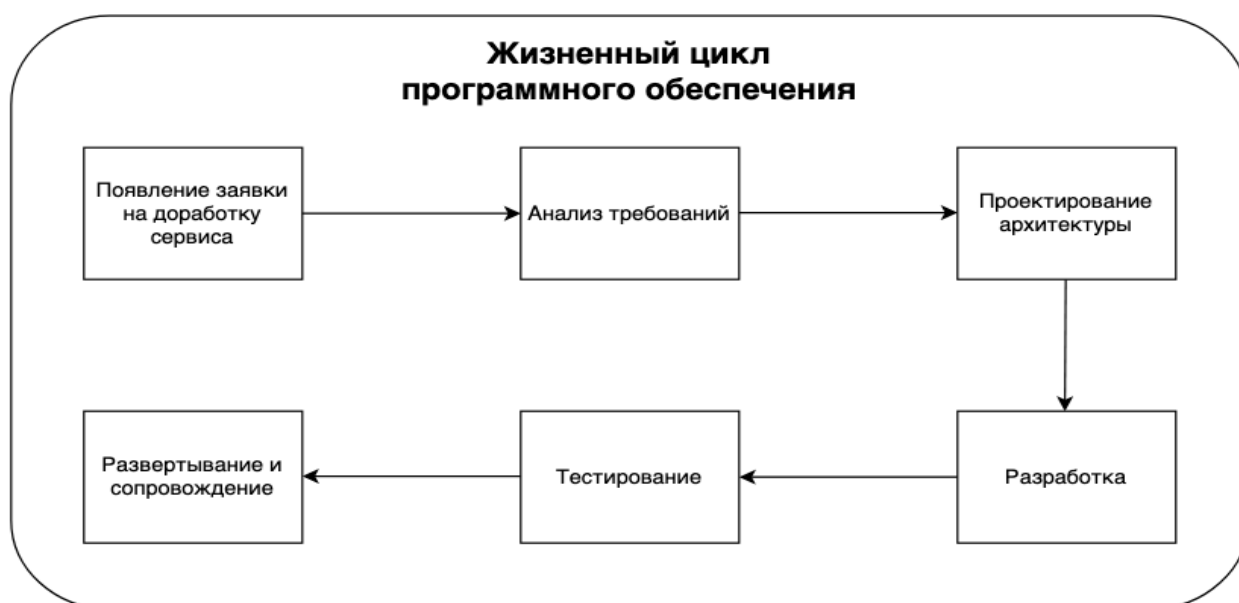 Жизненный цикл
программного обеспечения
Появление заявки
на доработку
сервиса
Анализ требований
Проектирование
архитектуры
Разработка
Тестирование
Развертывание и
сопровождение